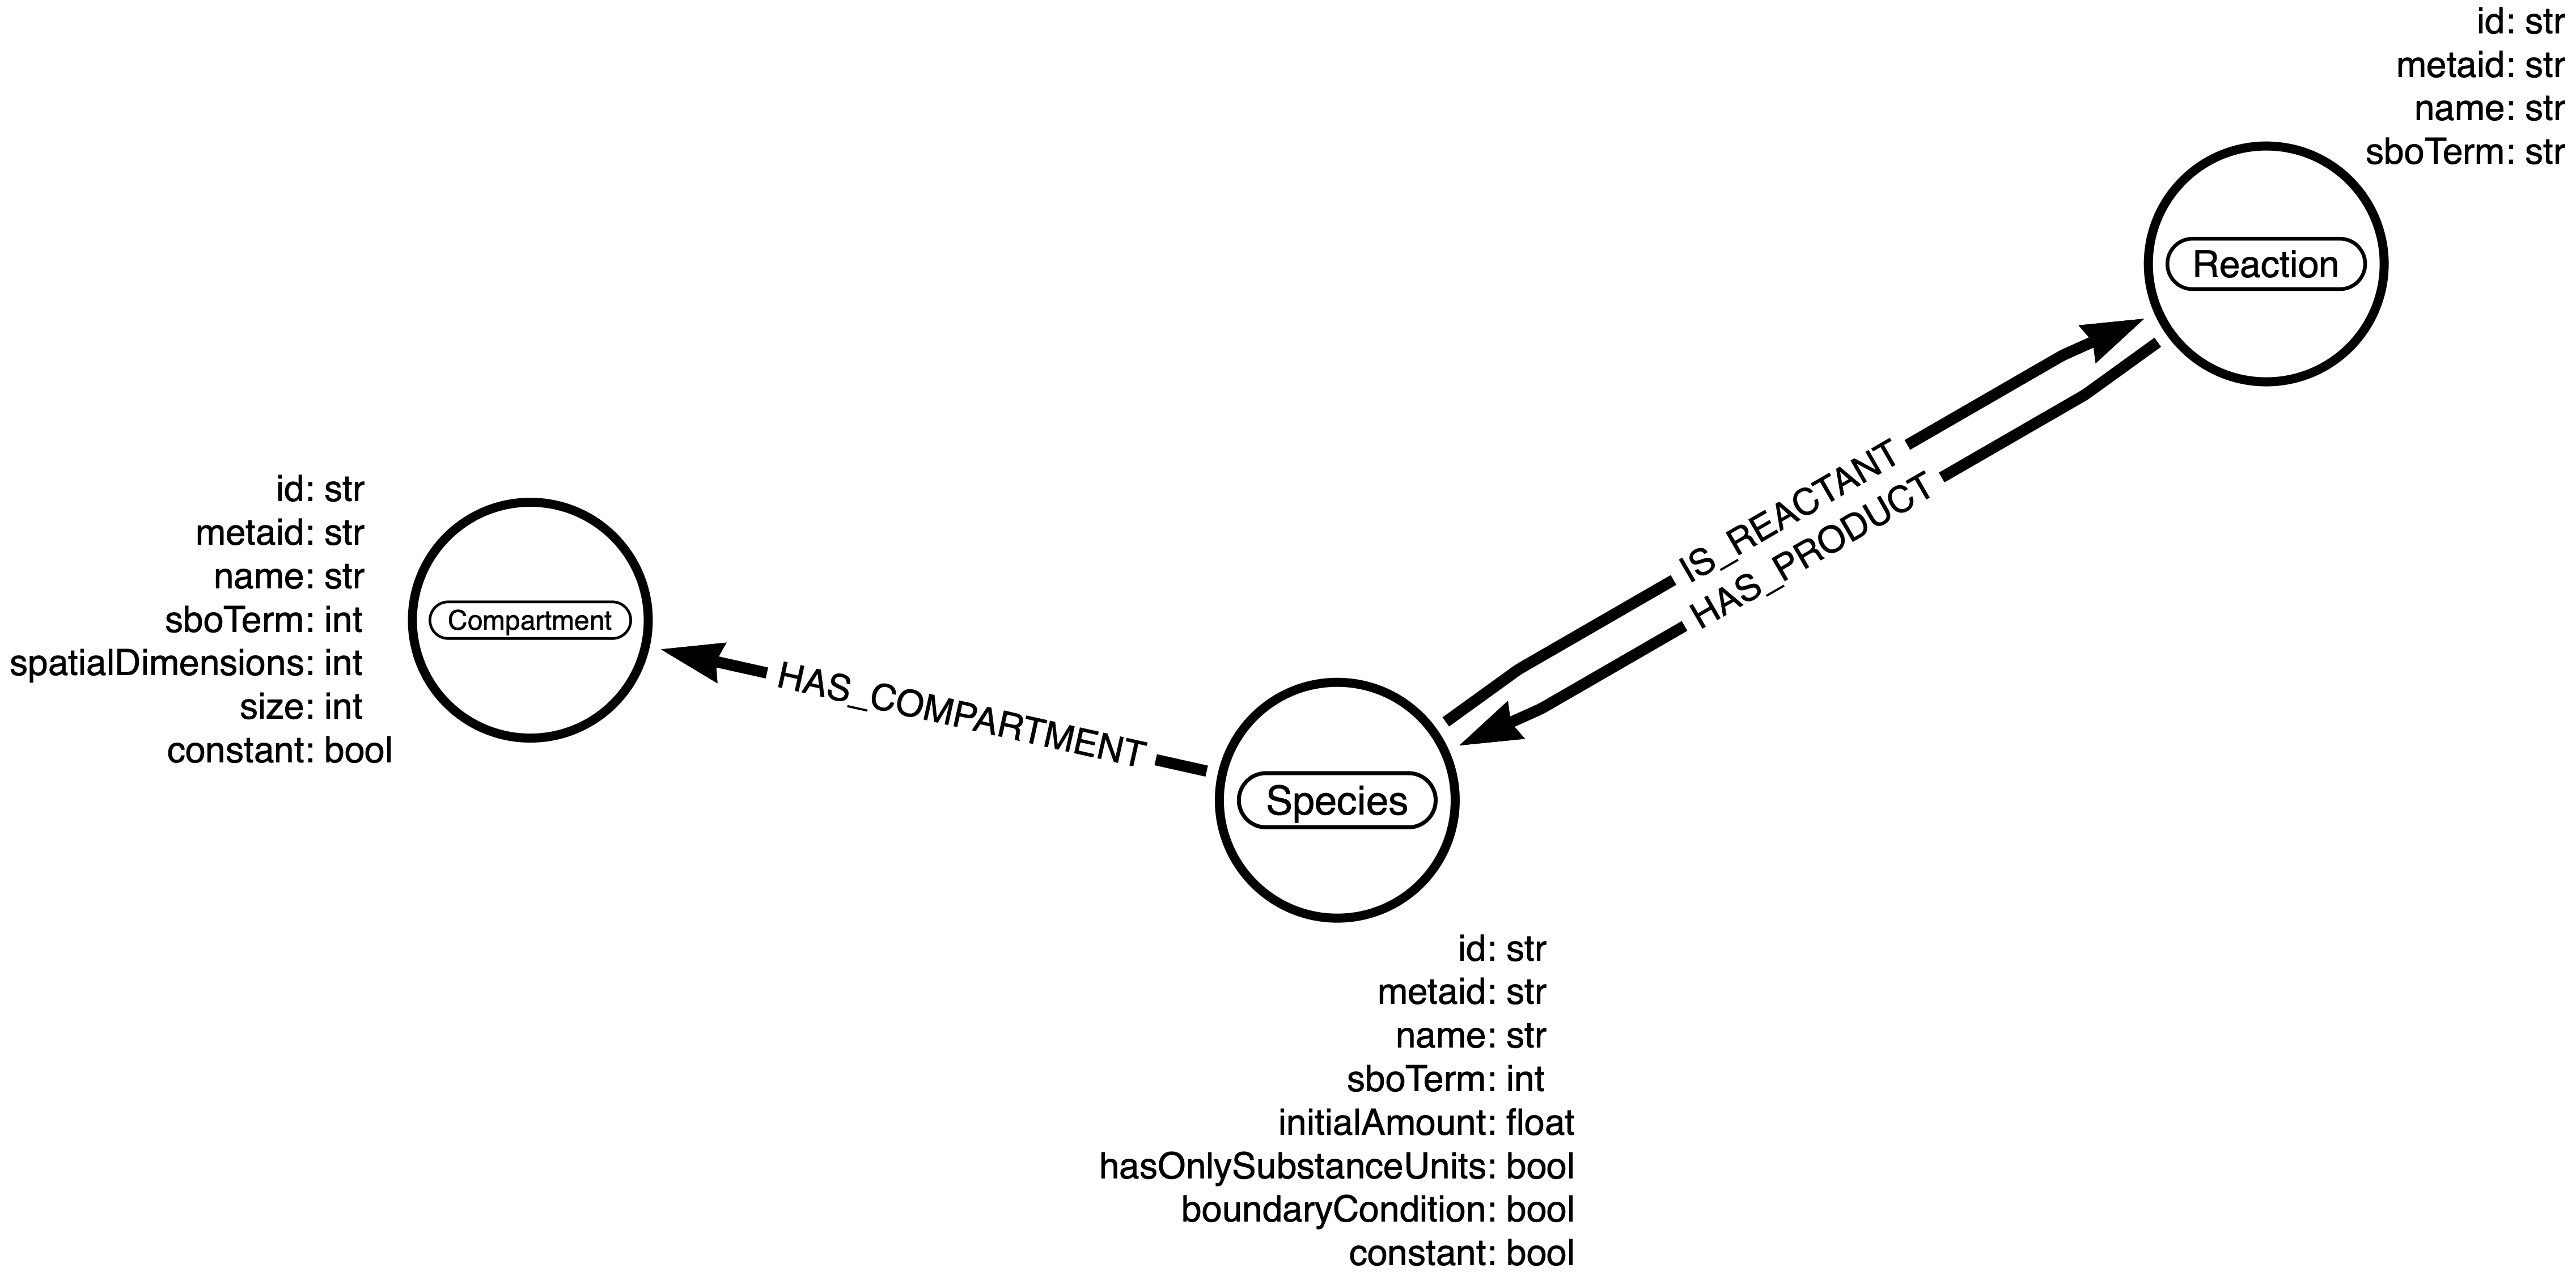 id: str
metaid: str
name: str
sboTerm: str
Reaction
IS_REACTANT
HAS_PRODUCT
id: str
metaid: str
name: str
sboTerm: int
spatialDimensions: int
size: int
constant: bool
Compartment
HAS_COMPARTMENT
Species
id: str
metaid: str
name: str
sboTerm: int
initialAmount: float
hasOnlySubstanceUnits: bool
boundaryCondition: bool
constant: bool